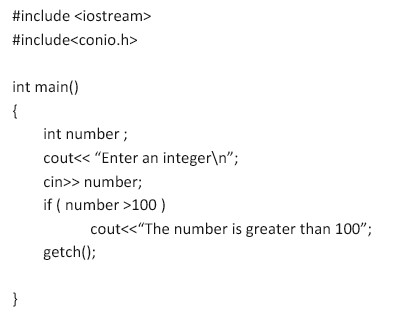 #include <iostream>
#include<conio.h>
int main()
{
int number ;
cout<< “Enter an integer\n”;
cin>> number;
if ( number >100 )
cout<<“The number is greater than 100”;
getch();
}